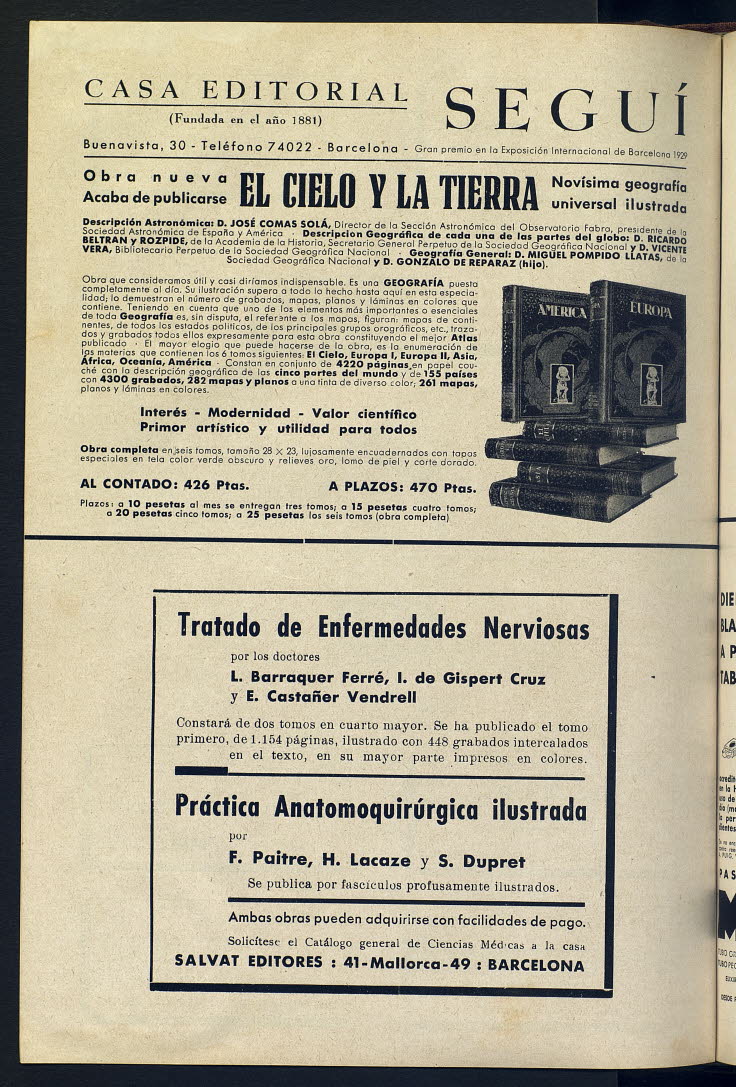 CASA EDITORIAL SEGUÍ
(Fundada en el año 1881)
Buenavista, 30 - Teléfono 74022 - Barcelona - Gran premio en la Exposición Internacional de Barcelona 1929
Obra nueva
Acaba de publicarse
EL CIELO Y LA TIERRA
Novísima geografía
universal ilustrada
Descripción Astronómica: D. JOSÉ COMAS SOLÁ, Director de la Sección Astronómica del Observatorio Fabra, presidente de la
Sociedad Astronómica de España y América · Descripcion Geográfica de cada una de las partes del globo: D. RICARDO
BELTRAN y ROZPIDE, de la Academia de la Historia, Secretario General Perpetuo de la Sociedad Geográfica Nacional y D. VICENTE
VERA, Bibliotecario Perpetuo de la Sociedad Geográfica Nacional · Geografía General: D. MIGUEL POMPIDO LLATAS, de la
Sociedad Geográfica Nacional y D. GONZALO DE REPARAZ (hijo).
Obra que consideramos útil y casi diríamos indispensable. Es una GEOGRAFÍA puesta
completamente al día. Su ilustración supera a todo lo hecho hasta aquí en esta especia-
lidad; lo demuestran el número de grabados, mapas, planos y láminas en colores que
contiene. Teniendo en cuenta que uno de los elementos más importantes o esenciales
de toda Geografía es, sin disputa, el referente a los mapas, figuran: mapas de conti-
nentes, de todos los estados políticos, de los principales grupos orográficos, etc., traza-
dos y grabados todos ellos expresamente para esta obra constituyendo el mejor Atlas
publicado · El mayor elogio que puede hacerse de la obra, es la enumeración de
las materias que contienen los 6 tomos siguientes: El Cielo, Europa I, Europa II, Asia,
África, Oceanía, América · Constan en conjunto de 4220 páginas en papel cou-
ché con la descripción geográfica de las cinco partes del mundo y de 155 países
con 4300 grabados, 282 mapas y planos a una tinta de diverso color; 261 mapas,
planos y láminas en colores.
AMERICA
EUROPA
Interés - Modernidad - Valor científico
Primor artístico y utilidad para todos
Obra completa en seis tomos, tamaño 28 × 23, lujosamente encuadernados con tapas
especiales en tela color verde obscuro y relieves oro, lomo de piel y corte dorado.
AL CONTADO: 426 Ptas. A PLAZOS: 470 Ptas.
Plazos: a 10 pesetas al mes se entregan tres tomos; a 15 pesetas cuatro tomos;
a 20 pesetas cinco tomos; a 25 pesetas los seis tomos (obra completa)
Tratado de Enfermedades Nerviosas
por los doctores
L. Barraquer Ferré, I. de Gispert Cruz
y E. Castañer Vendrell
Constará de dos tomos en cuarto mayor. Se ha publicado el tomo
primero, de 1.154 páginas, ilustrado con 448 grabados intercalados
en el texto, en su mayor parte impresos en colores.
Práctica Anatomoquirúrgica ilustrada
por
F. Paitre, H. Lacaze y S. Dupret
Se publica por fascículos profusamente ilustrados.
Ambas obras pueden adquirirse con facilidades de pago.
Solicítese el Catálogo general de Ciencias Médicas a la casa
SALVAT EDITORES : 41-Mallorca-49 : BARCELONA
DIE
BLA
A P
TAB